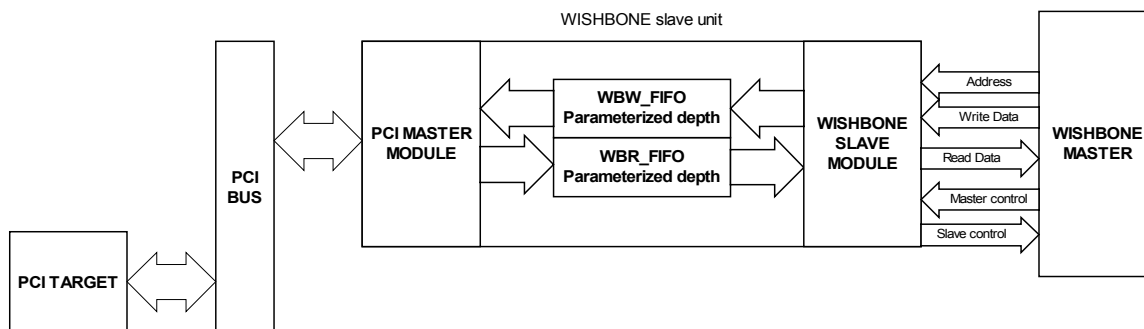 WISHBONE slave unit
PCI BUS
PCI MASTER
MODULE
WBW_FIFO
Parameterized depth
WBR_FIFO
Parameterized depth
WISHBONE
SLAVE
MODULE
Address
Write Data
Read Data
Master control
Slave control
WISHBONE
MASTER
PCI TARGET